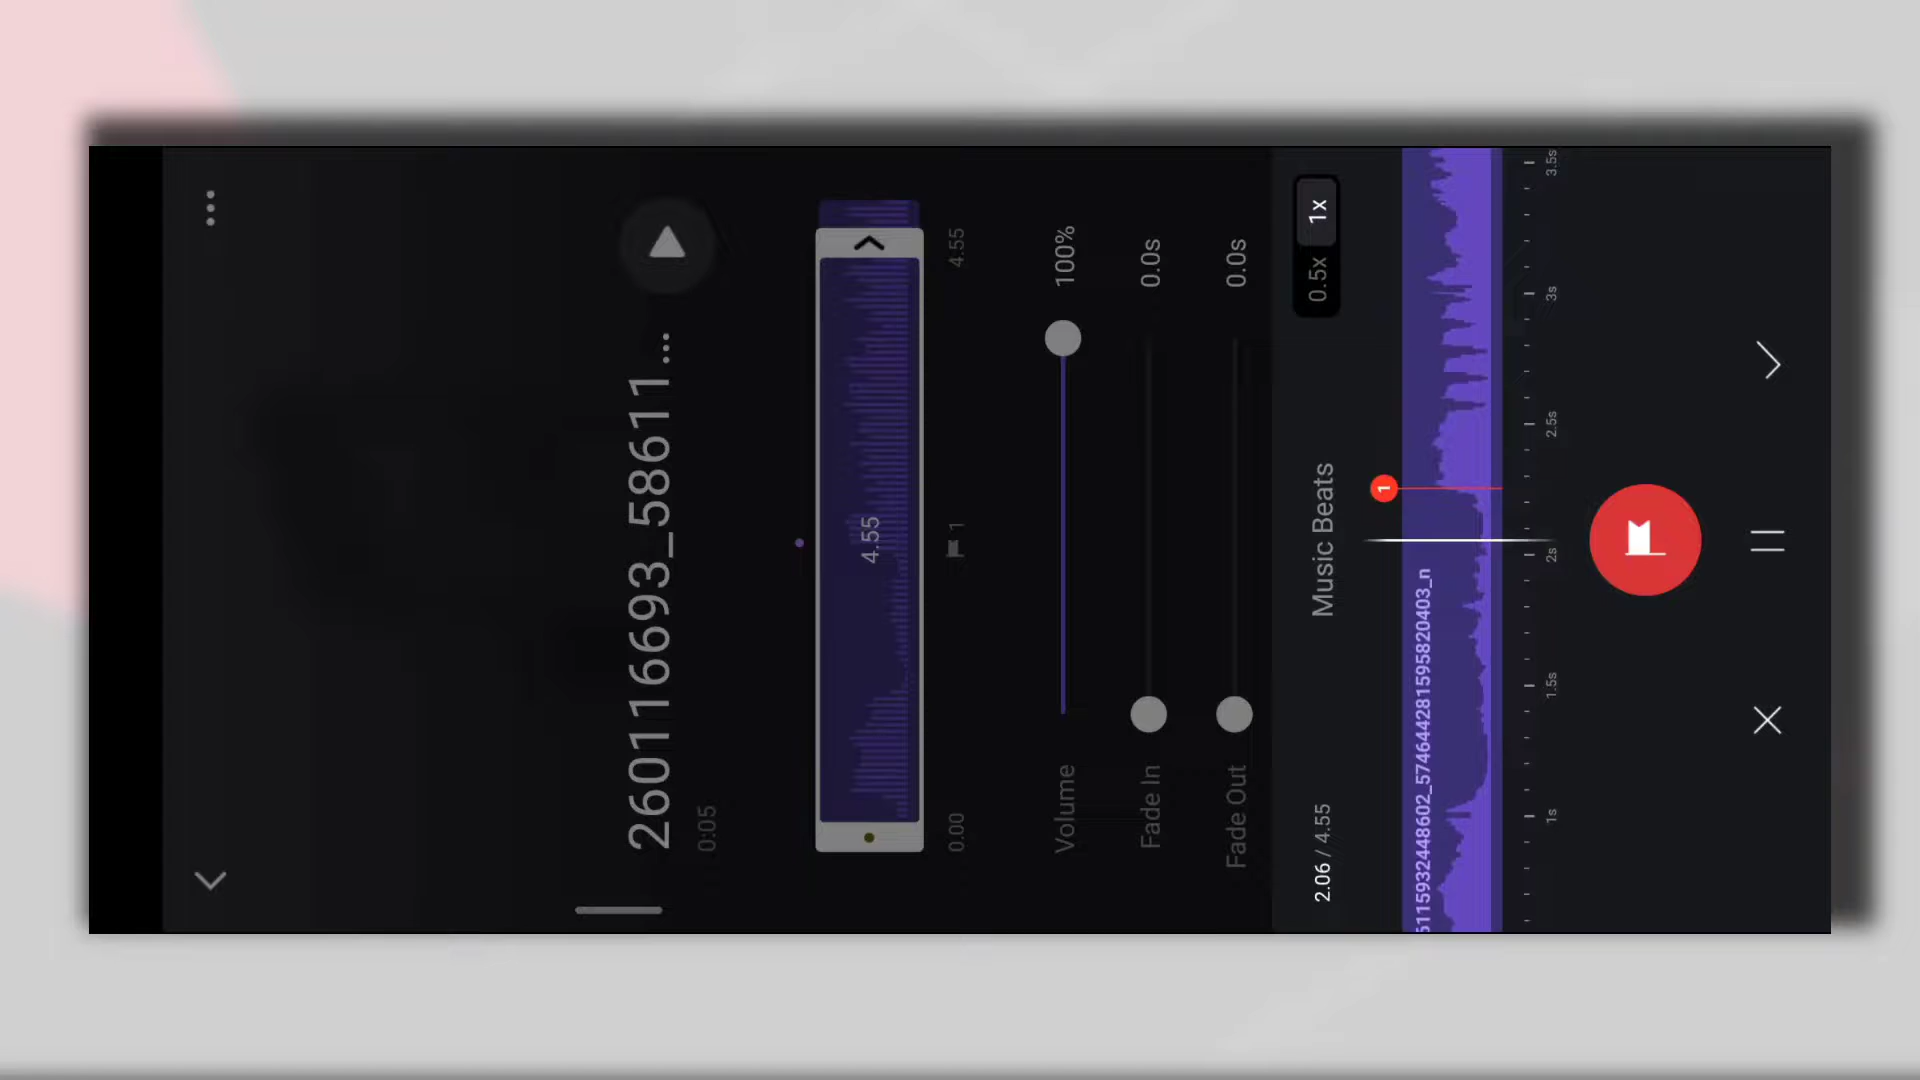 260116693_58611...
0:05
4.55
0.00
1
4.55
Volume
100%
Fade In
0.0s
Fade Out
0.0s
2.06 / 4.55
Music Beats
0.5x
1x
1
5115932448602_574644281595820403_n
1s
1.5s
2s
2.5s
3s
3.5s